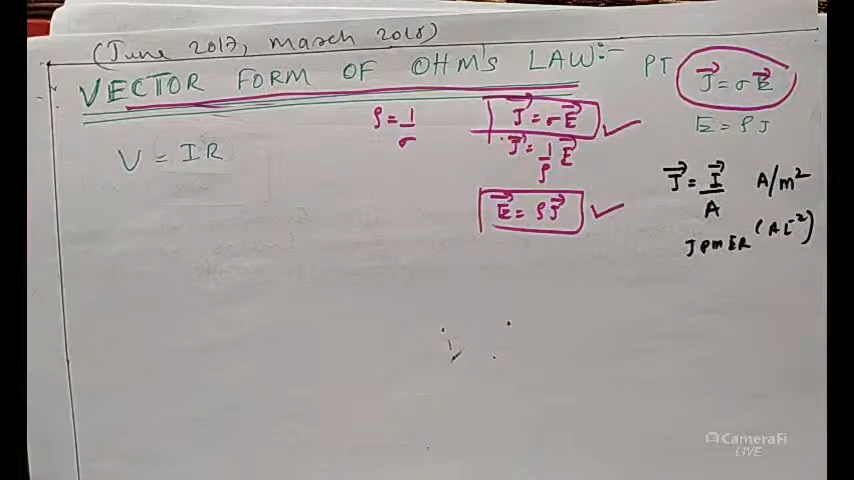 (June 2017, march 2018)
VECTOR FORM OF OHM'S LAW:-
PT J⃗ = σE⃗
E = ρJ
ρ = 1/σ
J⃗ = σE⃗
J⃗ = 1/ρ E⃗
E⃗ = ρJ⃗
V = IR
J⃗ = I⃗/A A/m²
JPMER (AL⁻²)
CameraFi
LIVE